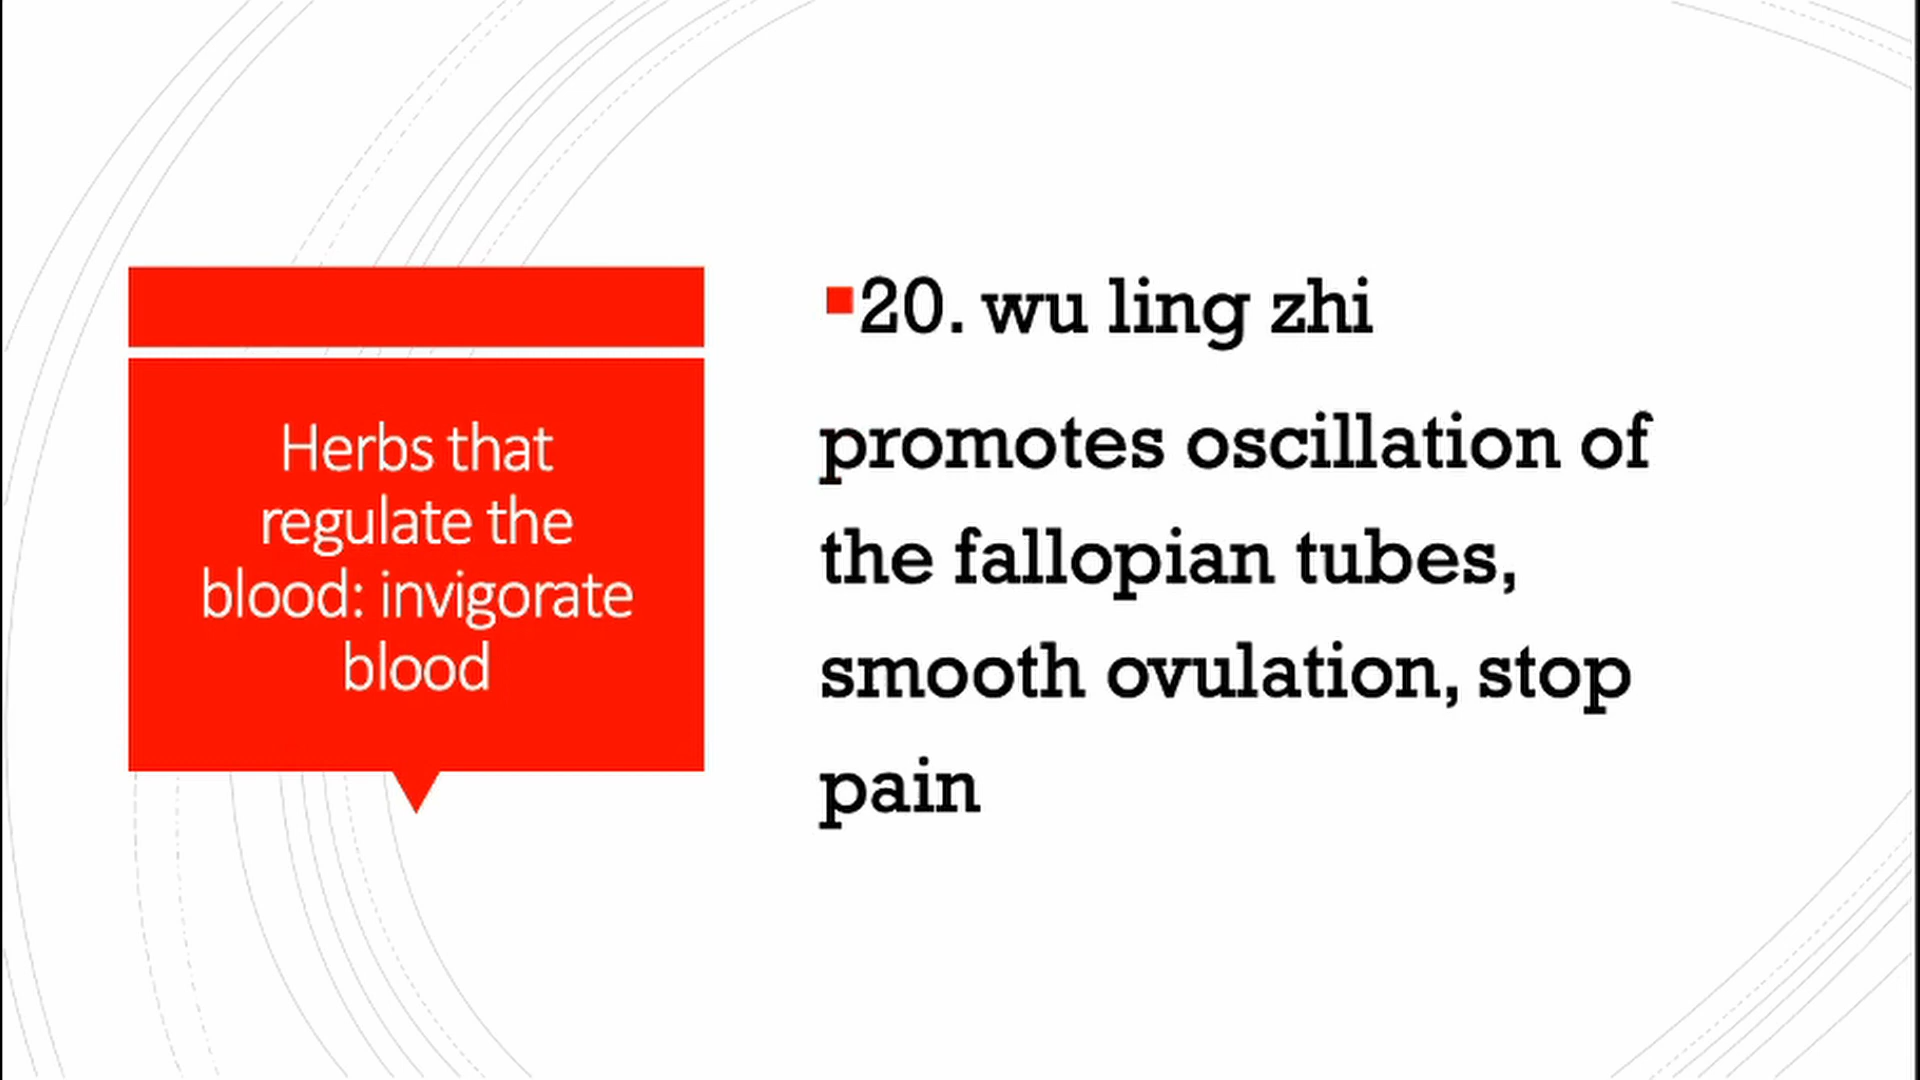 Herbs that
regulate the
blood: invigorate
blood
▪20. wu ling zhi
promotes oscillation of
the fallopian tubes,
smooth ovulation, stop
pain